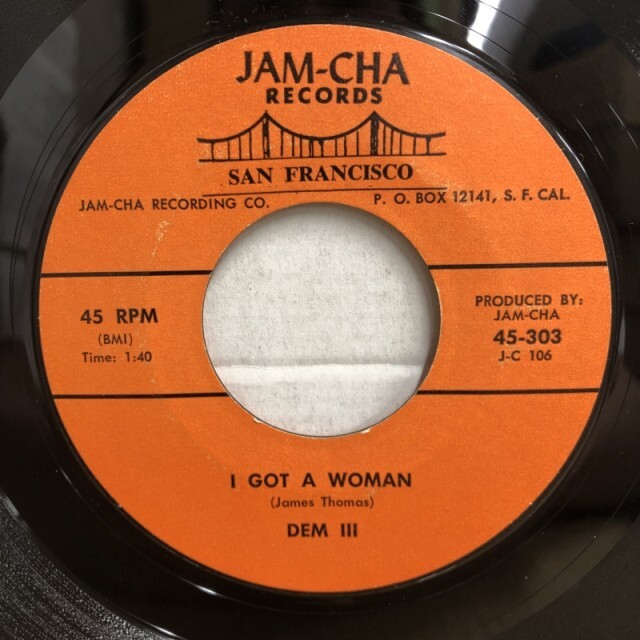 JAM-CHA
RECORDS
SAN FRANCISCO
JAM-CHA RECORDING CO.
P. O. BOX 12141, S. F. CAL.
45 RPM
(BMI)
Time: 1:40
PRODUCED BY:
JAM-CHA
45-303
J-C 106
I GOT A WOMAN
(James Thomas)
DEM III